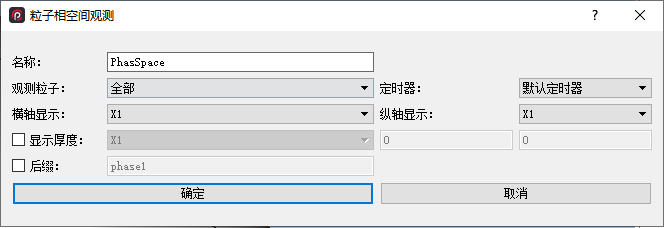 粒子相空间观测
名称： PhasSpace
观测粒子： 全部 定时器： 默认定时器
横轴显示： X1 纵轴显示： X1
显示厚度： X1 0 0
后缀： phase1
确定 取消